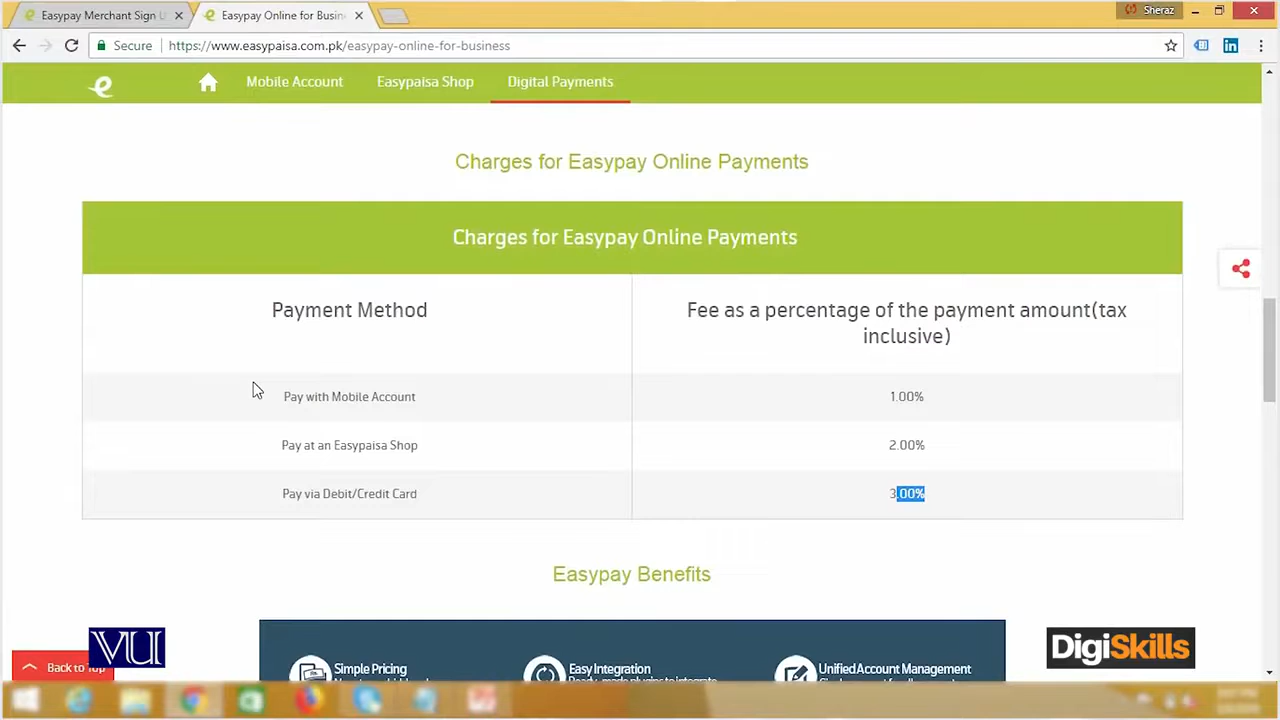 Easypay Merchant Sign U
Easypay Online for Busin
Sheraz
Secure
https://www.easypaisa.com.pk/easypay-online-for-business
Mobile Account
Easypaisa Shop
Digital Payments
Charges for Easypay Online Payments
Charges for Easypay Online Payments
Payment Method
Fee as a percentage of the payment amount(tax
inclusive)
Pay with Mobile Account
1.00%
Pay at an Easypaisa Shop
2.00%
Pay via Debit/Credit Card
3.00%
Easypay Benefits
VU
DigiSkills
Back to Top
Simple Pricing
Easy Integration
Unified Account Management